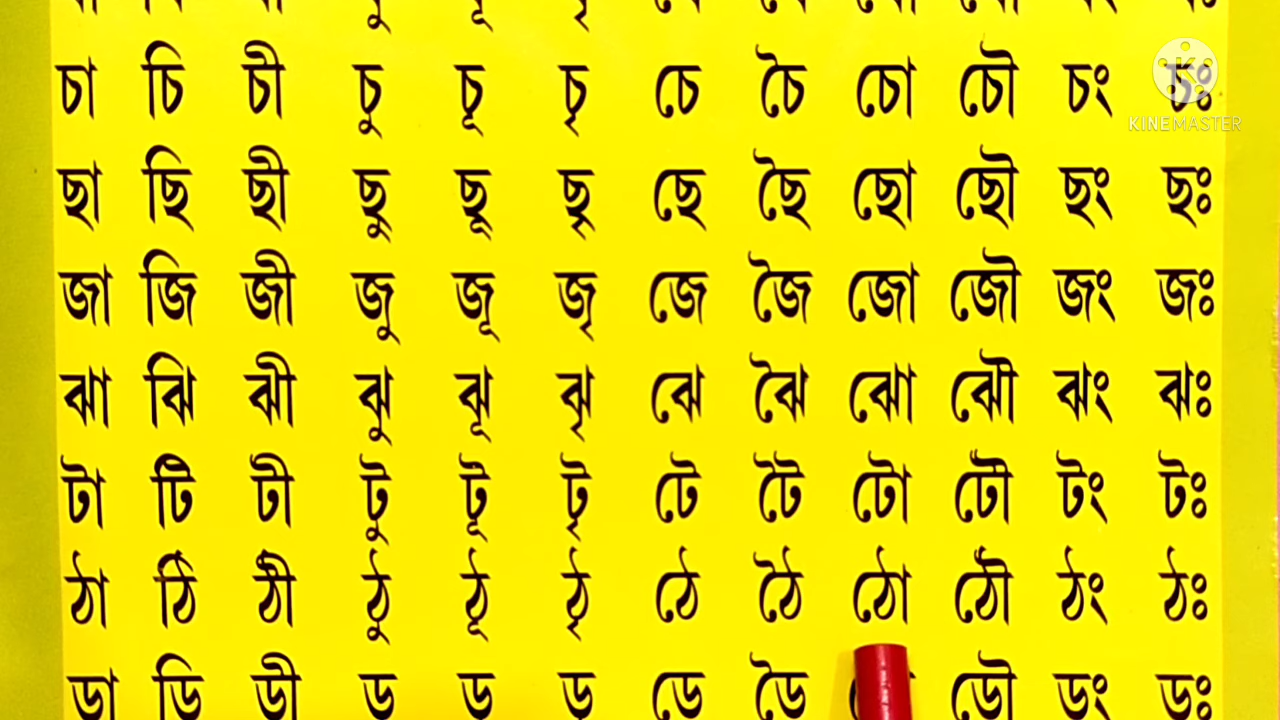 চা চি চী চু চূ চৃ চে চৈ চো চৌ চং চঃ
KINEMASTER
ছা ছি ছী ছু ছূ ছৃ ছে ছৈ ছো ছৌ ছং ছঃ
জা জি জী জু জূ জৃ জে জৈ জো জৌ জং জঃ
ঝা ঝি ঝী ঝু ঝূ ঝৃ ঝে ঝৈ ঝো ঝৌ ঝং ঝঃ
টা টি টী টু টূ টৃ টে টৈ টো টৌ টং টঃ
ঠা ঠি ঠী ঠু ঠূ ঠৃ ঠে ঠৈ ঠো ঠৌ ঠং ঠঃ
ডা ডি ডী ডে ডৈ ডৌ ডং ডঃ